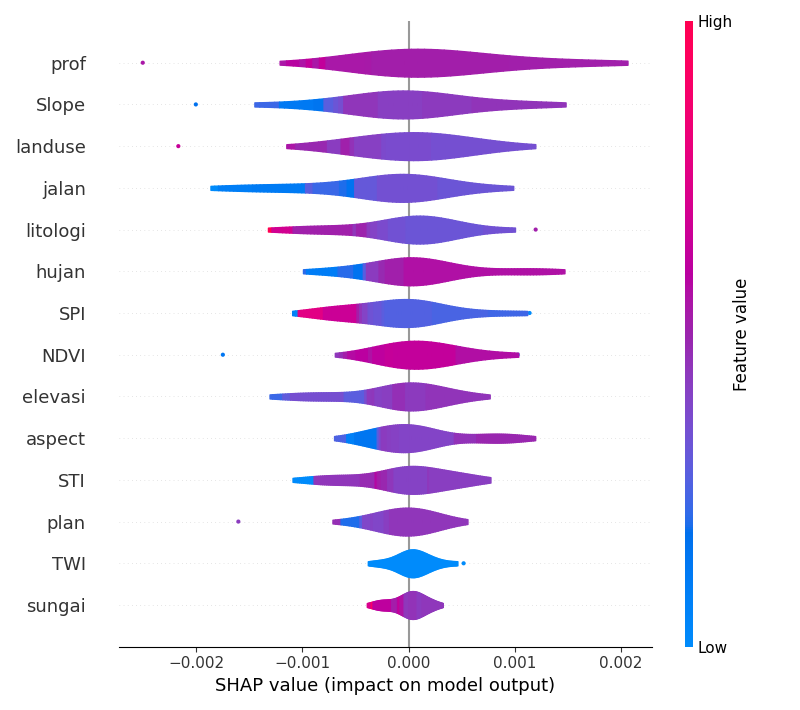 High
prof
Slope
landuse
jalan
litologi
hujan
SPI
NDVI
elevasi
aspect
STI
plan
TWI
sungai
Feature value
Low
−0.002 −0.001 0.000 0.001 0.002
SHAP value (impact on model output)